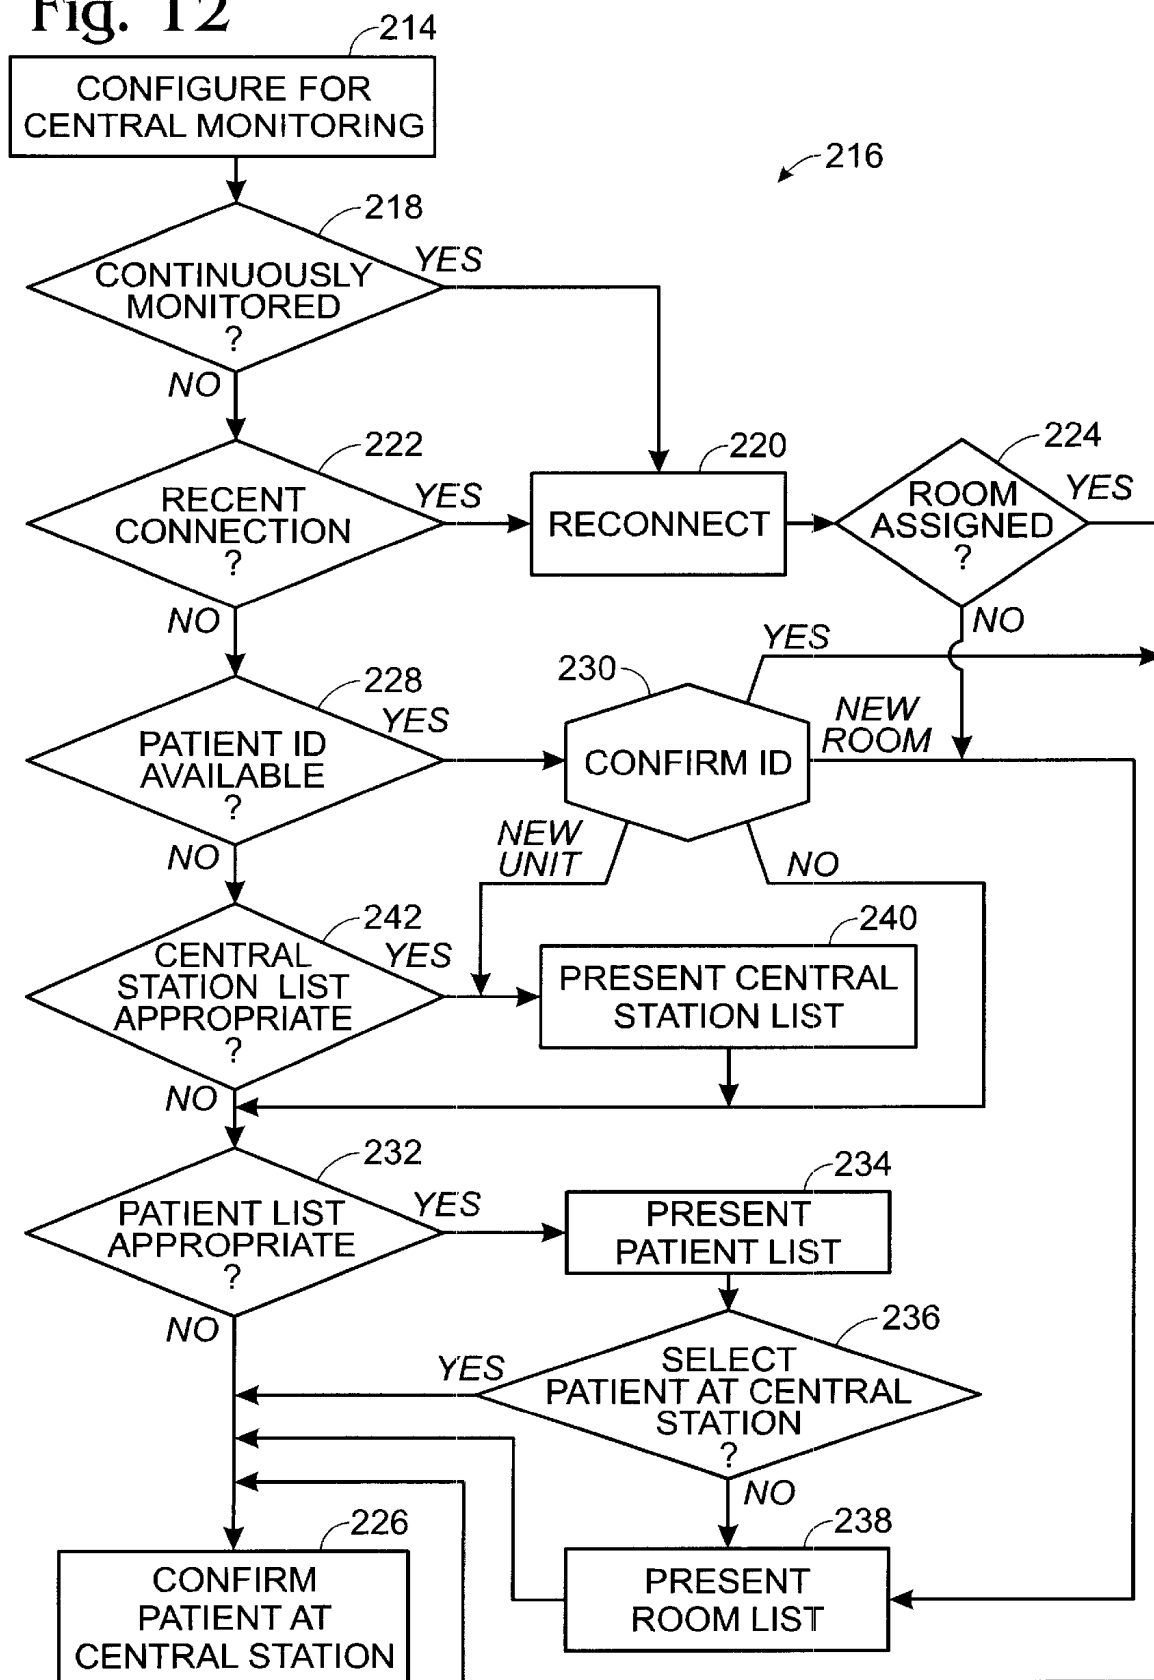 Fig. 12
214
CONFIGURE FOR
CENTRAL MONITORING
216
218
CONTINUOUSLY
MONITORED
?
YES
NO
222
RECENT
CONNECTION
?
YES
NO
220
RECONNECT
224
ROOM
ASSIGNED
?
YES
NO
228
PATIENT ID
AVAILABLE
?
YES
NO
230
CONFIRM ID
YES
NEW
ROOM
NEW
UNIT
NO
242
CENTRAL
STATION LIST
APPROPRIATE
?
YES
NO
240
PRESENT CENTRAL
STATION LIST
232
PATIENT LIST
APPROPRIATE
?
YES
NO
234
PRESENT
PATIENT LIST
236
SELECT
PATIENT AT CENTRAL
STATION
?
YES
NO
226
CONFIRM
PATIENT AT
CENTRAL STATION
238
PRESENT
ROOM LIST